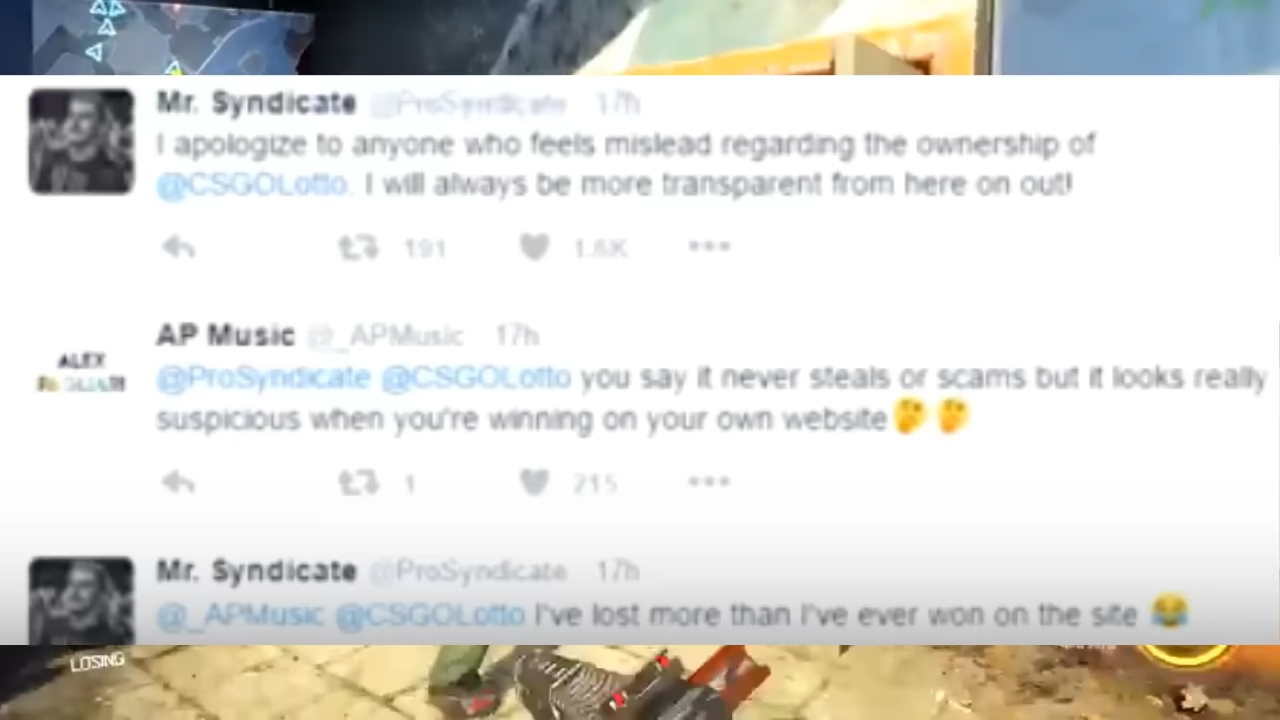 Mr. Syndicate @ProSyndicate 17h
I apologize to anyone who feels mislead regarding the ownership of
@CSGOLotto. I will always be more transparent from here on out!
191 1.6K •••
AP Music @_APMusic 17h
ALEX
@ProSyndicate @CSGOLotto you say it never steals or scams but it looks really
suspicious when you're winning on your own website🤔🤔
1 215 •••
Mr. Syndicate @ProSyndicate 17h
@_APMusic @CSGOLotto I've lost more than I've ever won on the site 😂
LOSING